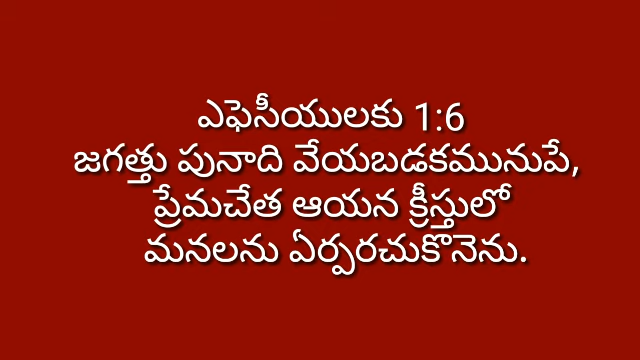 ఎఫెసీయులకు 1:6
జగత్తు పునాది వేయబడకమునుపే,
ప్రేమచేత ఆయన క్రీస్తులో
మనలను ఏర్పరచుకొనెను.